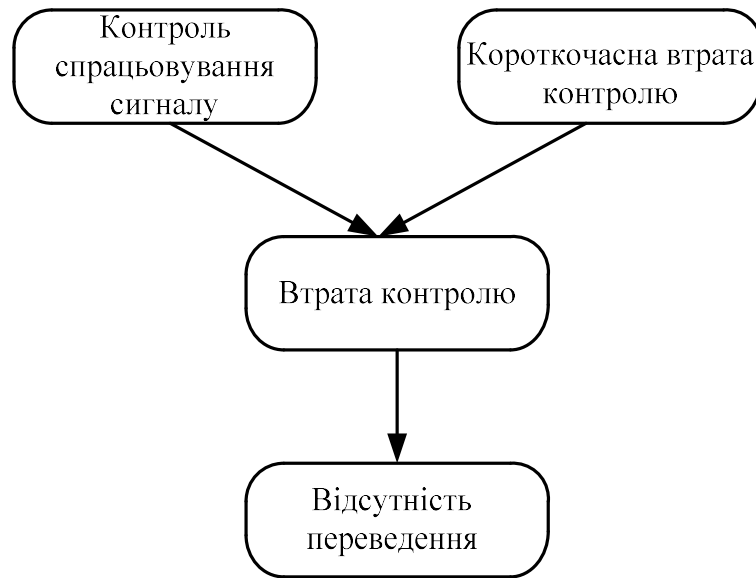 Контроль
спрацьовування
сигналу
Короткочасна втрата
контролю
Втрата контролю
Відсутність
переведення